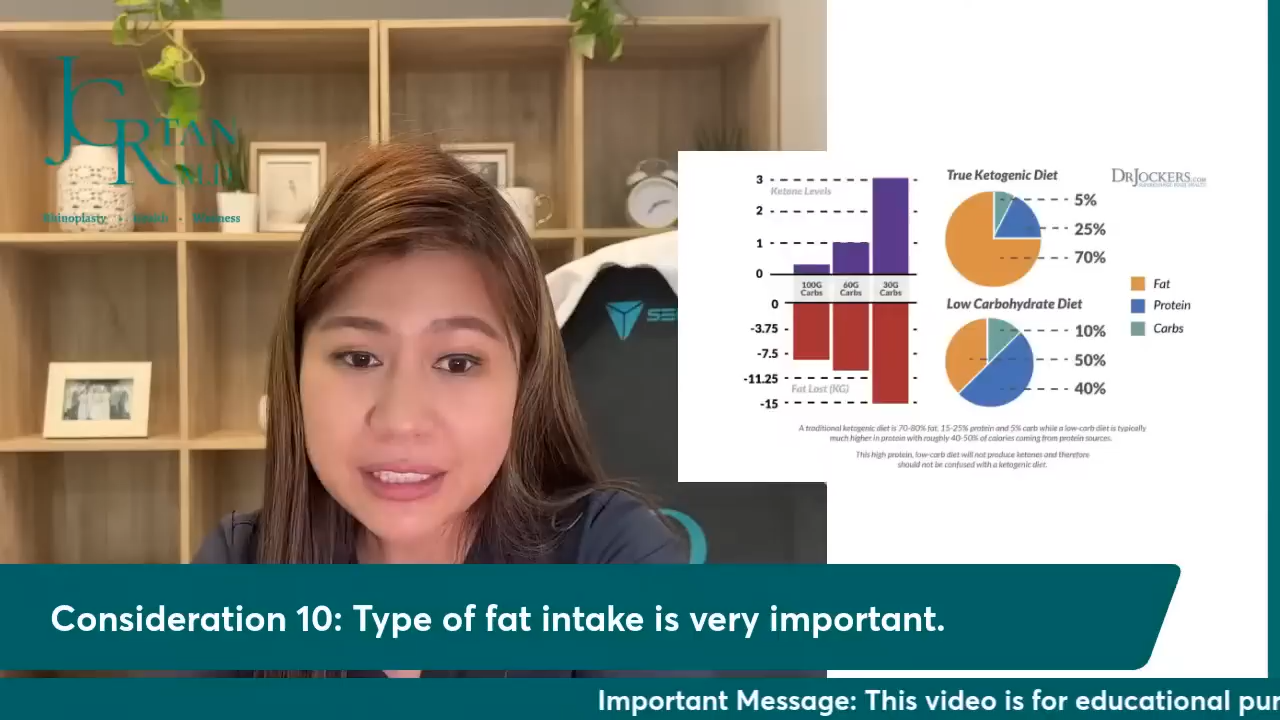 JCRTAN
M.D.
Rhinoplasty · Health · Wellness
SEC
3
Ketone Levels
2
1
0
100G Carbs
60G Carbs
30G Carbs
0
-3.75
-7.5
-11.25
Fat Lost (KG)
-15
True Ketogenic Diet
DRJOCKERS.COM
5%
25%
70%
Fat
Protein
Carbs
Low Carbohydrate Diet
10%
50%
40%
A traditional ketogenic diet is 70-80% fat, 15-25% protein and 5% carb while a low-carb diet is typically
much higher in protein with roughly 40-50% of calories coming from protein sources.
This high protein, low-carb diet will not produce ketones and therefore
should not be confused with a ketogenic diet.
Consideration 10: Type of fat intake is very important.
Important Message: This video is for educational pur